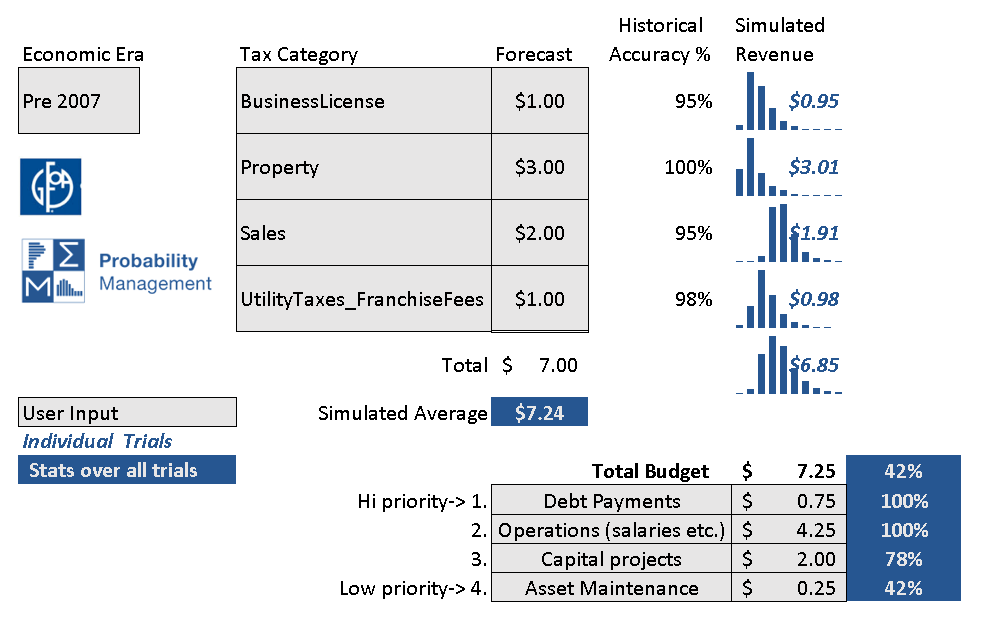 Historical Simulated
Economic Era Tax Category Forecast Accuracy % Revenue
Pre 2007 BusinessLicense $1.00 95% $0.95
Property $3.00 100% $3.01
GFOA
Sales $2.00 95% $1.91
Probability
Management
UtilityTaxes_FranchiseFees $1.00 98% $0.98
Total $ 7.00 $6.85
User Input Simulated Average $7.24
Individual Trials
Stats over all trials Total Budget $ 7.25 42%
Hi priority-> 1. Debt Payments $ 0.75 100%
2. Operations (salaries etc.) $ 4.25 100%
3. Capital projects $ 2.00 78%
Low priority-> 4. Asset Maintenance $ 0.25 42%